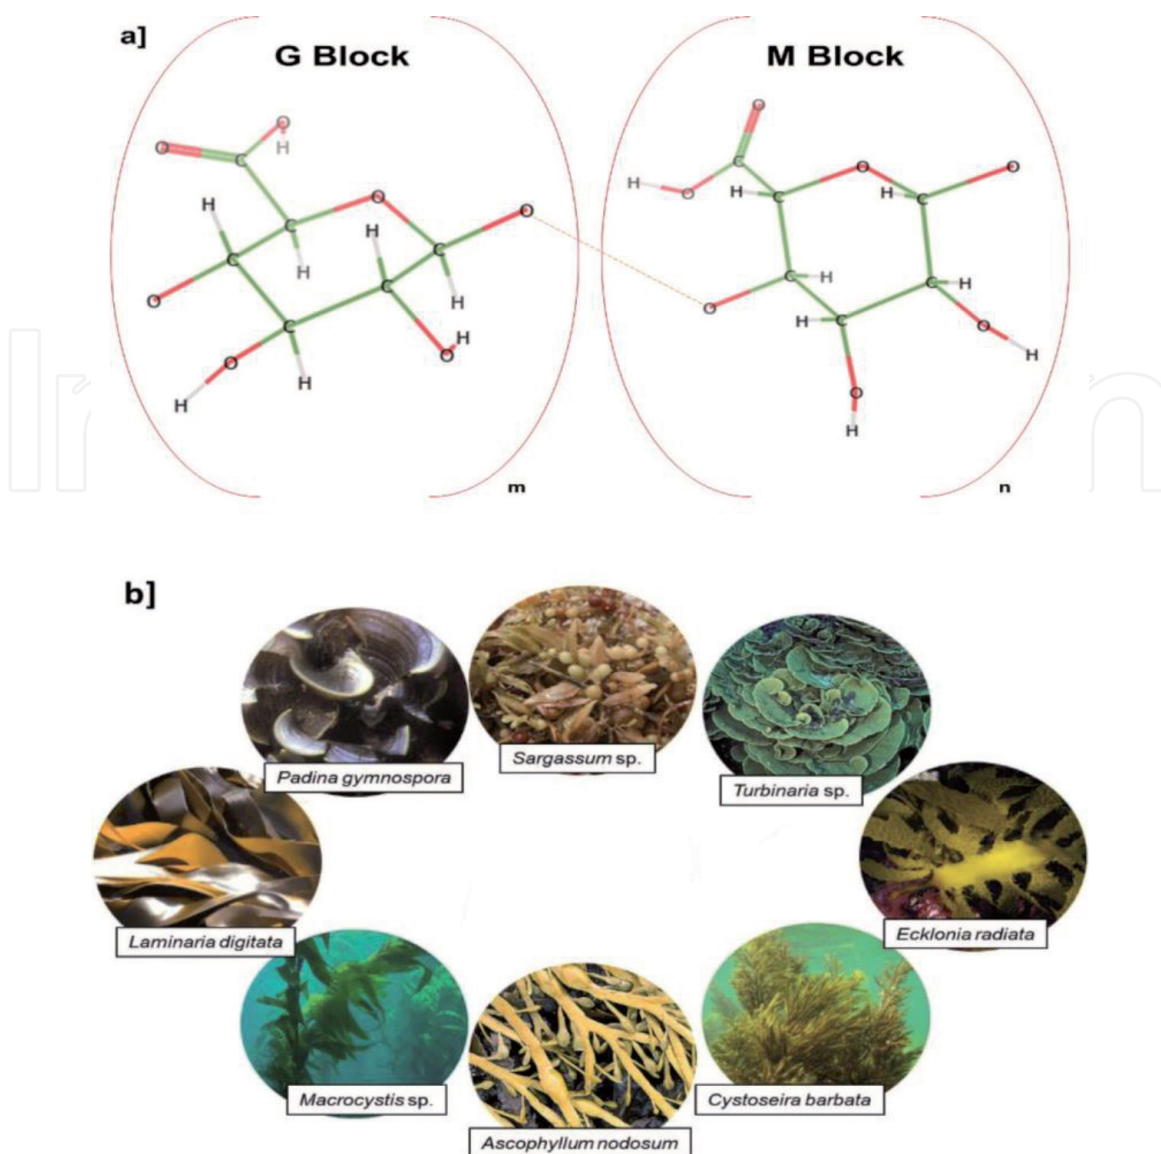 a]
G Block
M Block
O
O
H
C
H
O
C
H
O
C
H
C
H
C
H
O
C
H
C
H
O
H
O
H
m
O
C
H
O
H
C
O
H
C
O
C
H
O
H
C
C
H
O
H
O
H
n
b]
Padina gymnospora
Sargassum sp.
Turbinaria sp.
Laminaria digitata
Ecklonia radiata
Macrocystis sp.
Cystoseira barbata
Ascophyllum nodosum